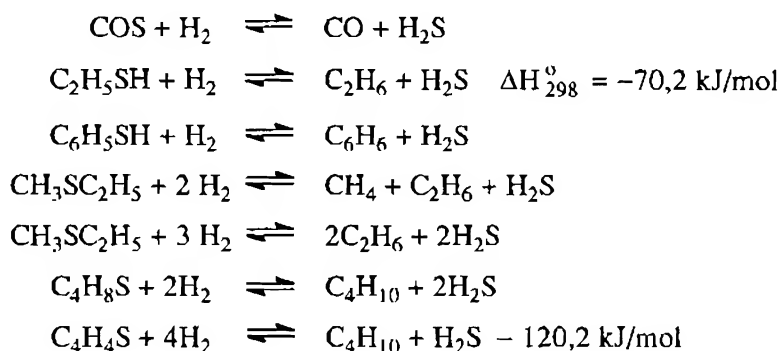 COS + H₂ ⇌ CO + H₂S
C₂H₅SH + H₂ ⇌ C₂H₆ + H₂S ΔH°₂₉₈ = −70,2 kJ/mol
C₆H₅SH + H₂ ⇌ C₆H₆ + H₂S
CH₃SC₂H₅ + 2 H₂ ⇌ CH₄ + C₂H₆ + H₂S
CH₃SC₂H₅ + 3 H₂ ⇌ 2C₂H₆ + 2H₂S
C₄H₈S + 2H₂ ⇌ C₄H₁₀ + 2H₂S
C₄H₄S + 4H₂ ⇌ C₄H₁₀ + H₂S − 120,2 kJ/mol